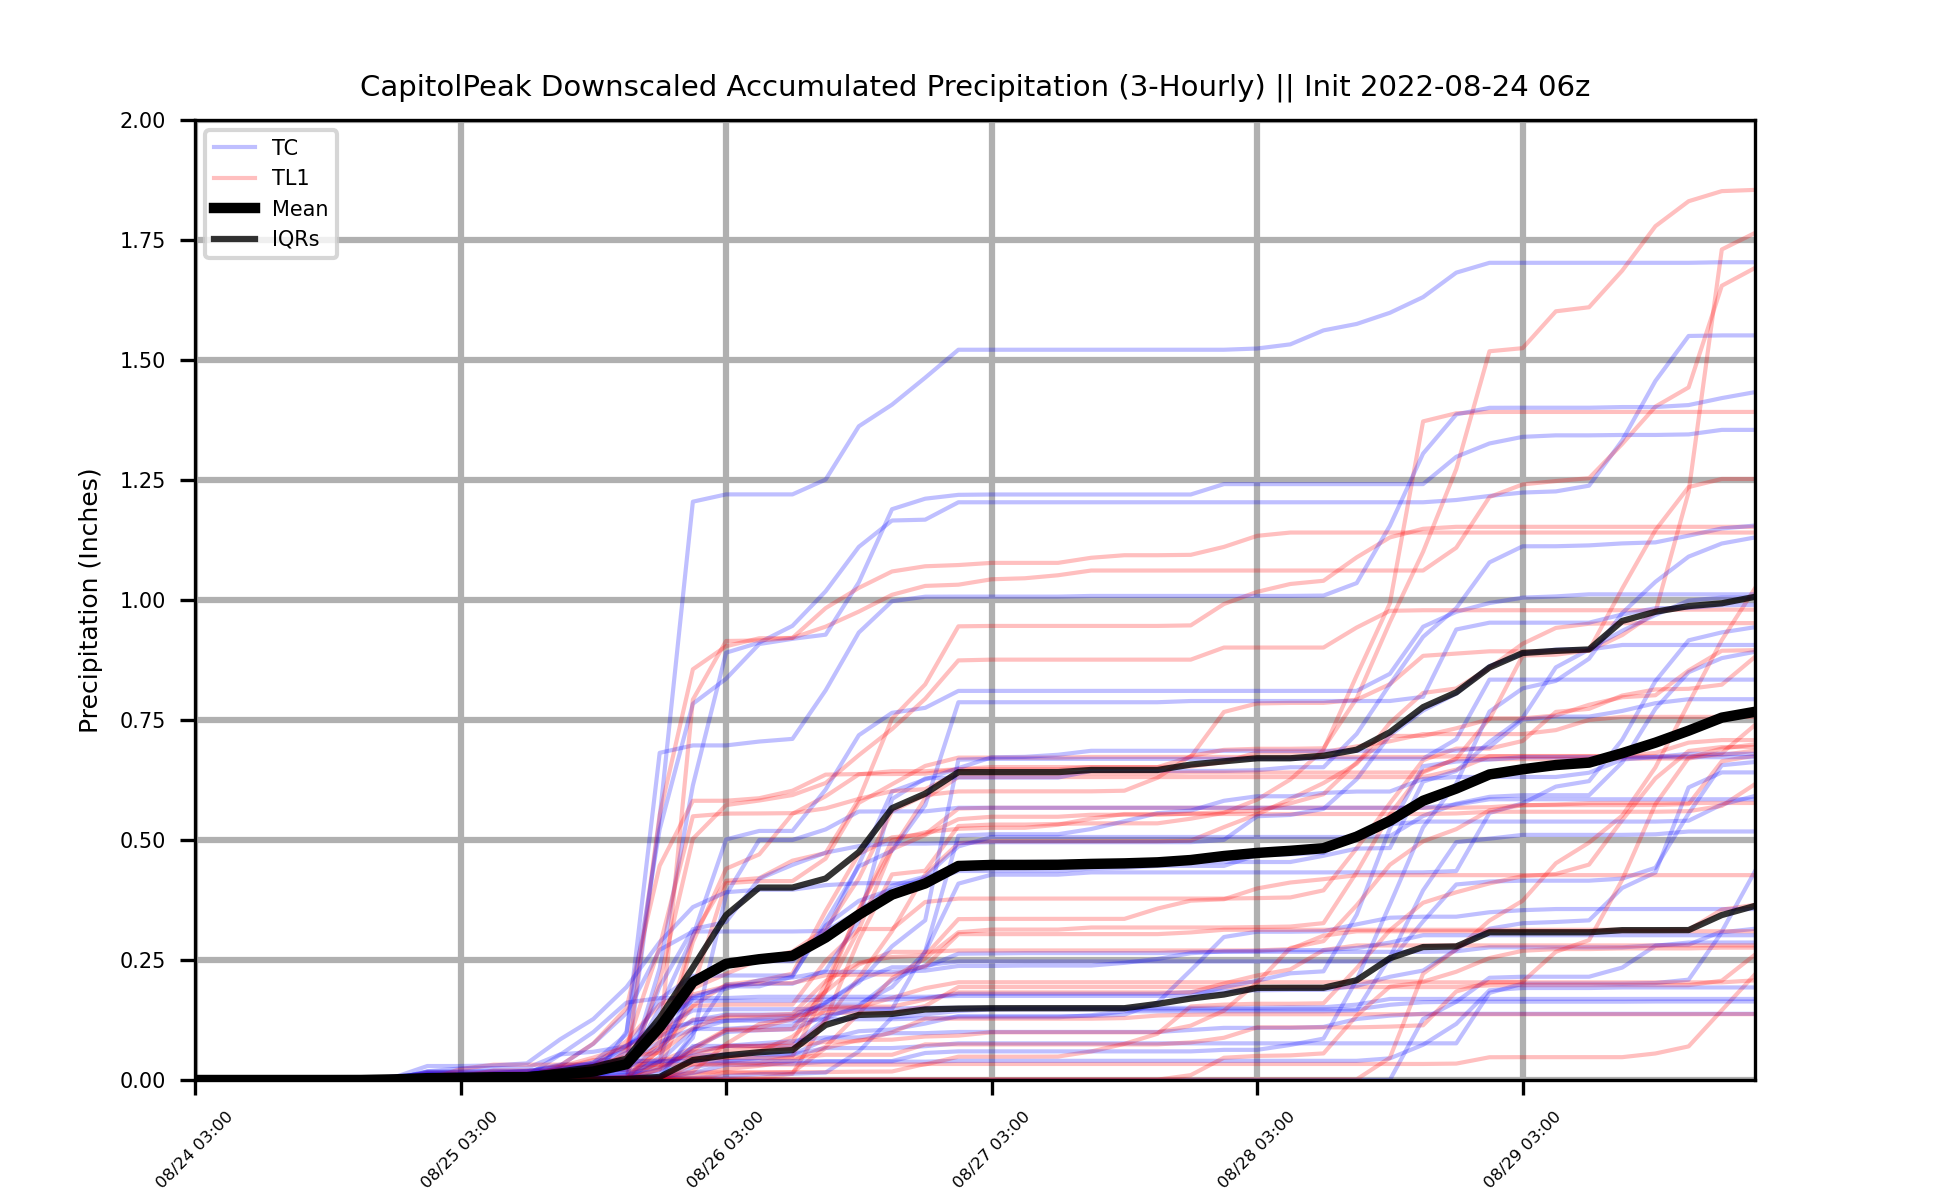 CapitolPeak Downscaled Accumulated Precipitation (3-Hourly) || Init 2022-08-24 06z
2.00
1.75
1.50
1.25
1.00
0.75
0.50
0.25
0.00
Precipitation (Inches)
TC
TL1
Mean
IQRs
08/24 03:00
08/25 03:00
08/26 03:00
08/27 03:00
08/28 03:00
08/29 03:00